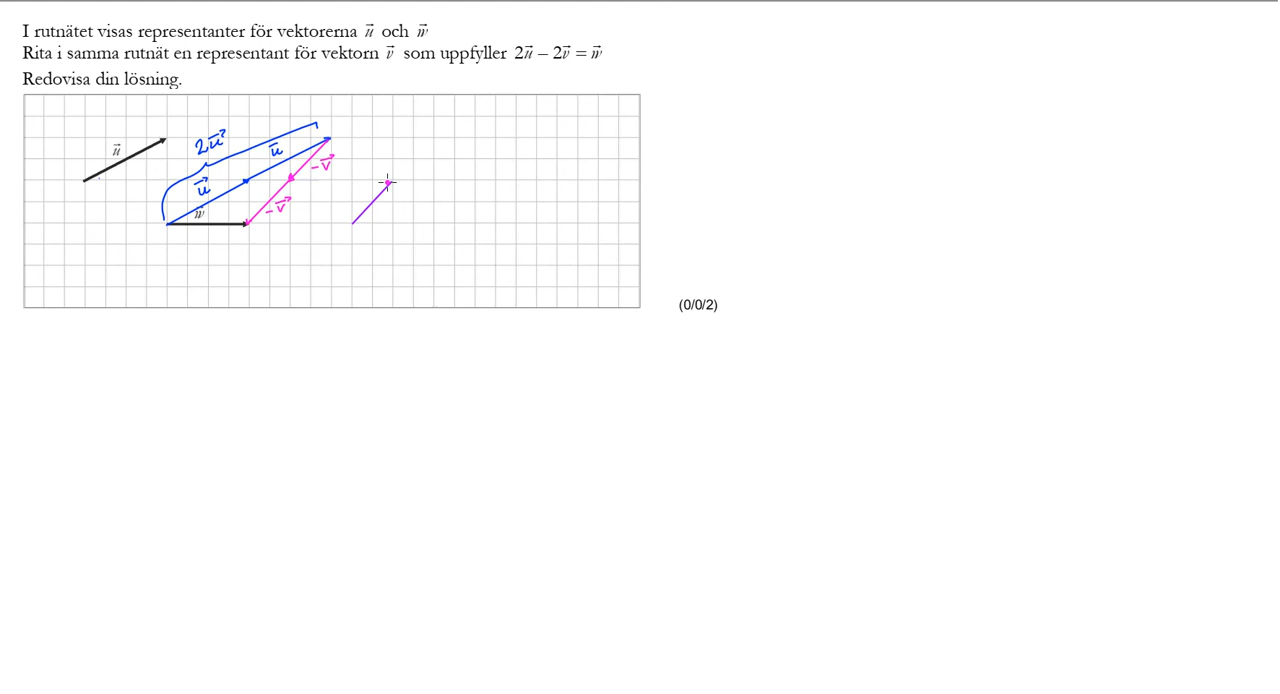 I rutnätet visas representanter för vektorerna u⃗ och w⃗
Rita i samma rutnät en representant för vektorn v⃗ som uppfyller 2u⃗ – 2v⃗ = w⃗
Redovisa din lösning.
2u⃗
u⃗
u⃗
-v⃗
u⃗
w⃗
-v⃗
(0/0/2)